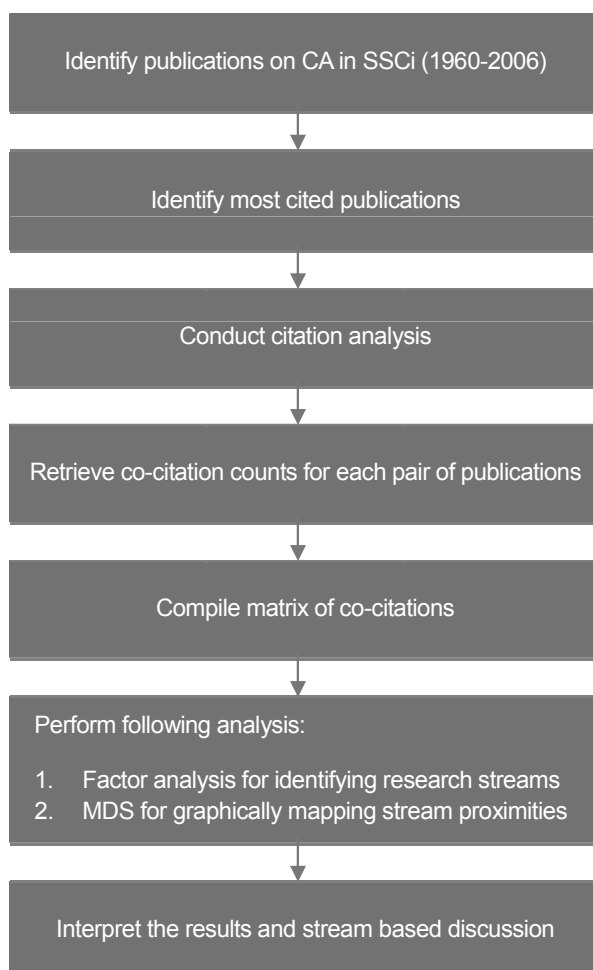 Identify publications on CA in SSCi (1960-2006)
Identify most cited publications
Conduct citation analysis
Retrieve co-citation counts for each pair of publications
Compile matrix of co-citations
Perform following analysis:
1. Factor analysis for identifying research streams
2. MDS for graphically mapping stream proximities
Interpret the results and stream based discussion